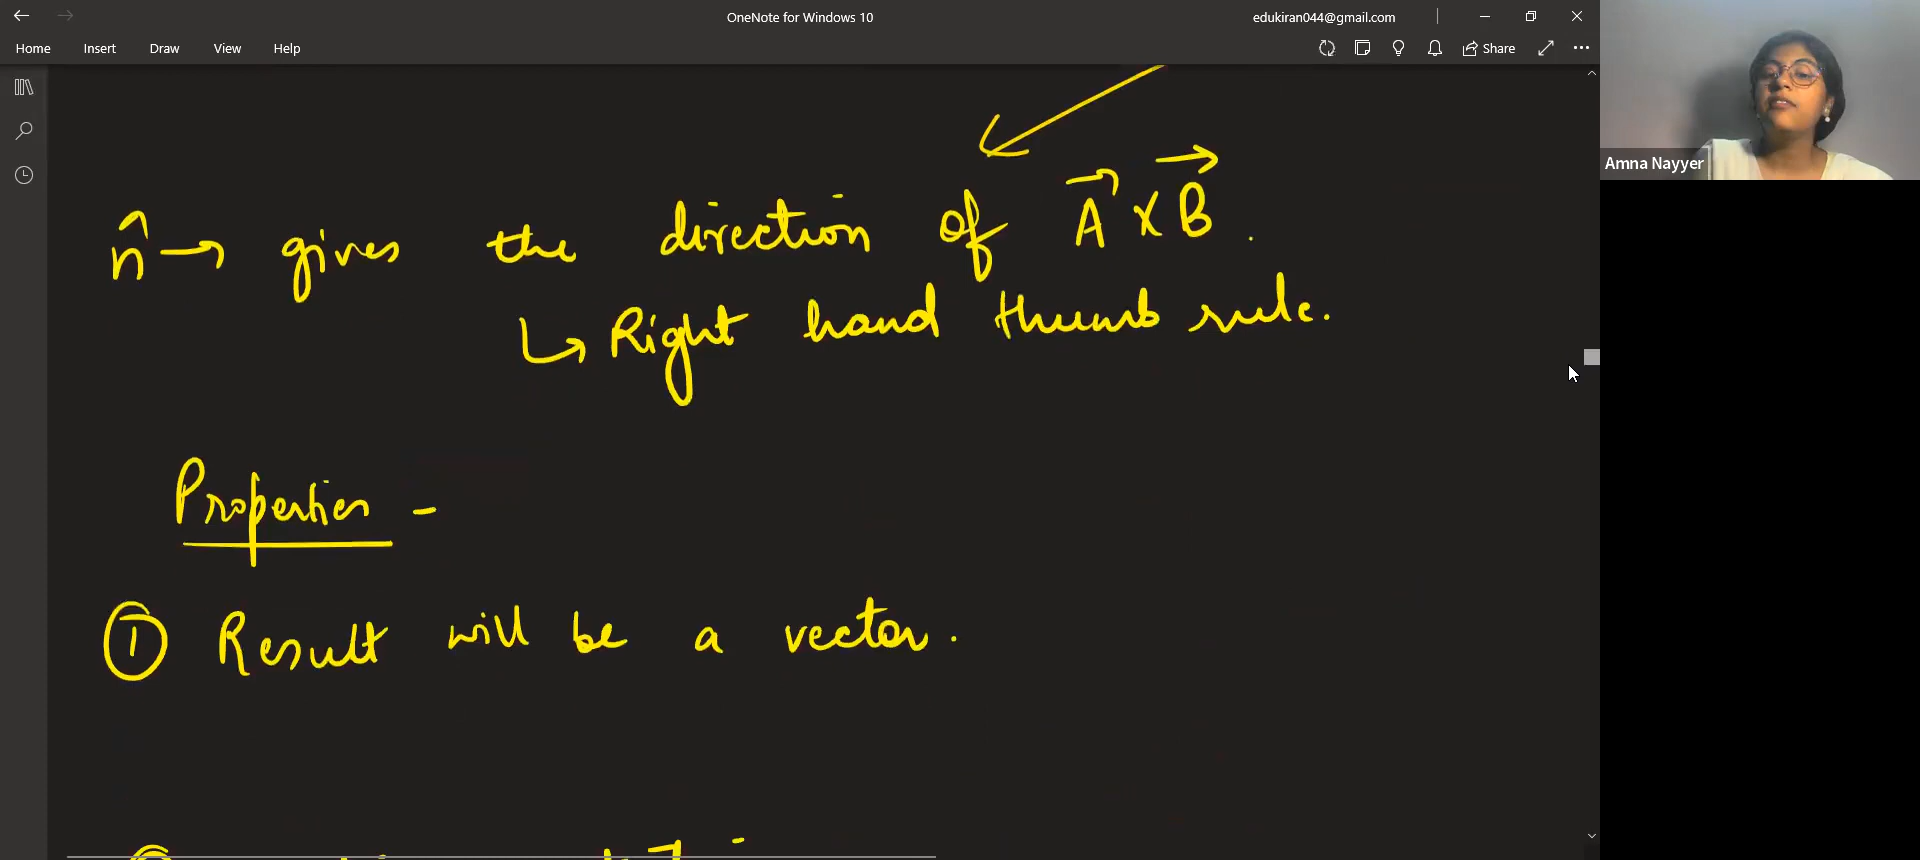 OneNote for Windows 10
edukiran044@gmail.com
Home Insert Draw View Help
Share
Amna Nayyer
n̂ → gives the direction of A⃗ × B⃗.
↳ Right hand thumb rule.
Properties -
① Result will be a vector.